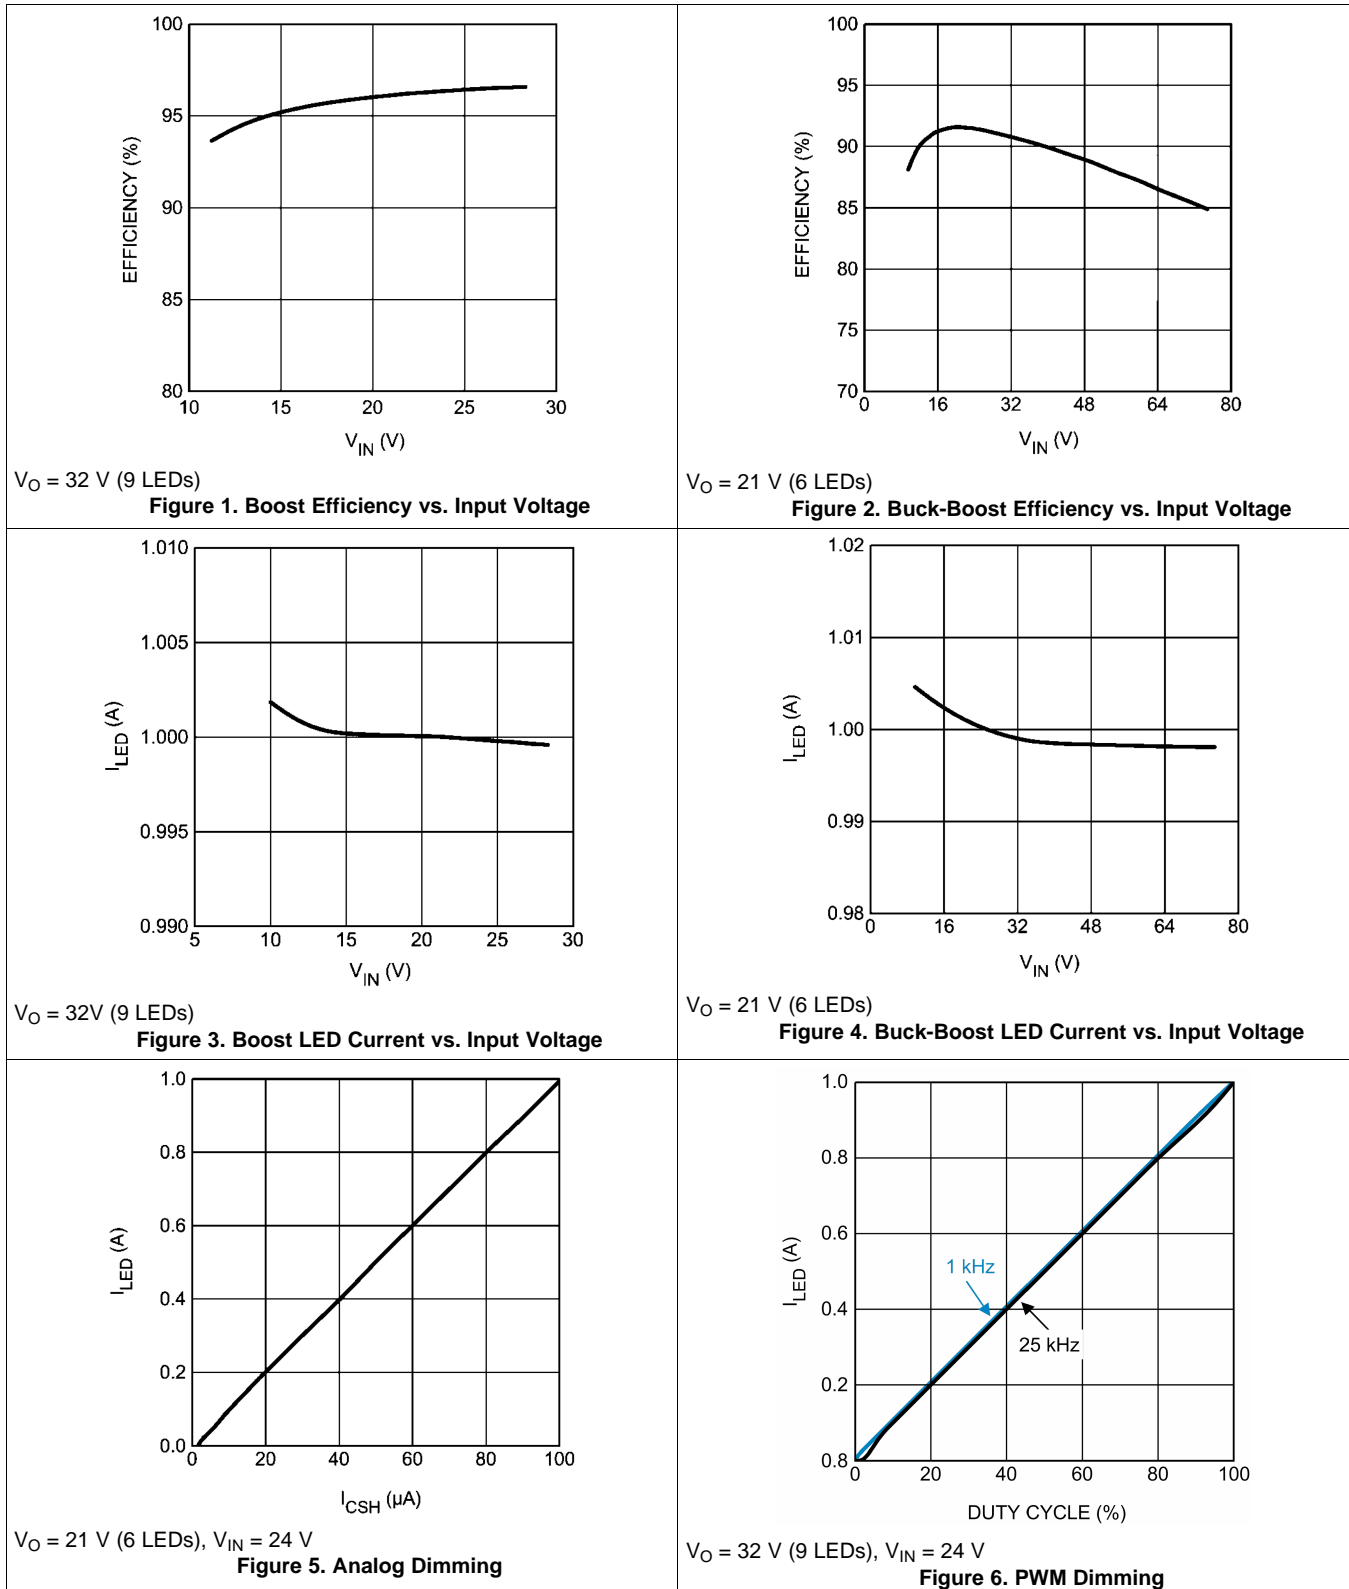 100
95
90
85
80
EFFICIENCY (%)
10 15 20 25 30
VIN (V)
VO = 32 V (9 LEDs)
Figure 1. Boost Efficiency vs. Input Voltage
100
95
90
85
80
75
70
EFFICIENCY (%)
0 16 32 48 64 80
VIN (V)
VO = 21 V (6 LEDs)
Figure 2. Buck-Boost Efficiency vs. Input Voltage
1.010
1.005
1.000
0.995
0.990
ILED (A)
5 10 15 20 25 30
VIN (V)
VO = 32V (9 LEDs)
Figure 3. Boost LED Current vs. Input Voltage
1.02
1.01
1.00
0.99
0.98
ILED (A)
0 16 32 48 64 80
VIN (V)
VO = 21 V (6 LEDs)
Figure 4. Buck-Boost LED Current vs. Input Voltage
1.0
0.8
0.6
0.4
0.2
0.0
ILED (A)
0 20 40 60 80 100
ICSH (µA)
VO = 21 V (6 LEDs), VIN = 24 V
Figure 5. Analog Dimming
1.0
0.8
0.6
0.4
0.2
0.8
ILED (A)
1 kHz
25 kHz
0 20 40 60 80 100
DUTY CYCLE (%)
VO = 32 V (9 LEDs), VIN = 24 V
Figure 6. PWM Dimming